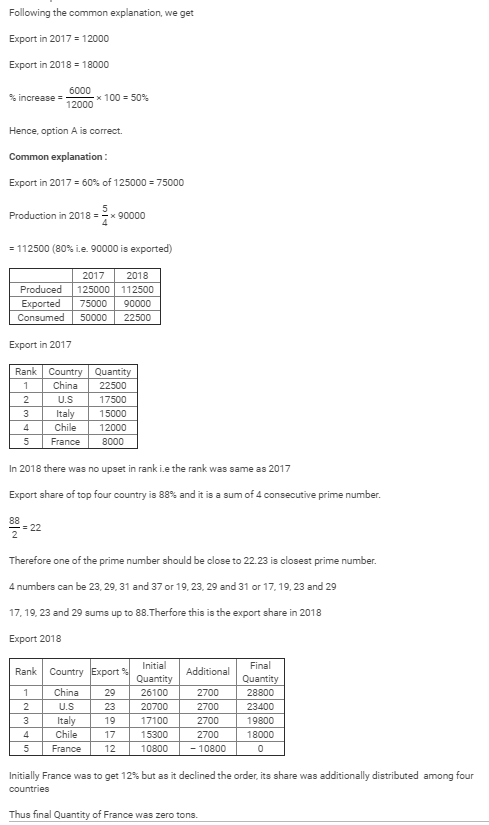 Following the common explanation, we get
Export in 2017 = 12000
Export in 2018 = 18000
% increase = 6000/12000 × 100 = 50%
Hence, option A is correct.
Common explanation :
Export in 2017 = 60% of 125000 = 75000
Production in 2018 = 5/4 × 90000
= 112500 (80% i.e. 90000 is exported)
2017 2018
Produced 125000 112500
Exported 75000 90000
Consumed 50000 22500
Export in 2017
Rank Country Quantity
1 China 22500
2 U.S 17500
3 Italy 15000
4 Chile 12000
5 France 8000
In 2018 there was no upset in rank i.e the rank was same as 2017
Export share of top four country is 88% and it is a sum of 4 consecutive prime number.
88/2 = 22
Therefore one of the prime number should be close to 22.23 is closest prime number.
4 numbers can be 23, 29, 31 and 37 or 19, 23, 29 and 31 or 17, 19, 23 and 29
17, 19, 23 and 29 sums up to 88.Therfore this is the export share in 2018
Export 2018
Rank Country Export % Initial Quantity Additional Final Quantity
1 China 29 26100 2700 28800
2 U.S 23 20700 2700 23400
3 Italy 19 17100 2700 19800
4 Chile 17 15300 2700 18000
5 France 12 10800 – 10800 0
Initially France was to get 12% but as it declined the order, its share was additionally distributed among four
countries
Thus final Quantity of France was zero tons.